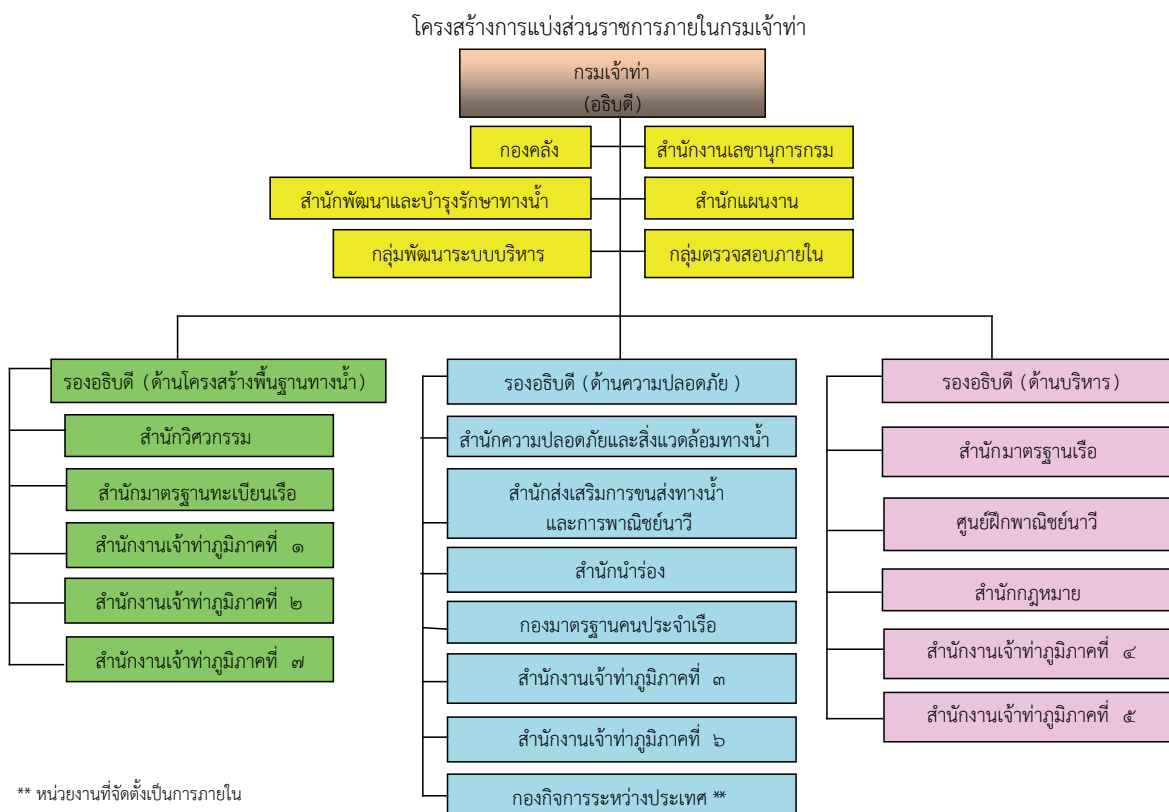 โครงสร้างการแบ่งส่วนราชการภายในกรมเจ้าท่า
กรมเจ้าท่า
(อธิบดี)
กองคลัง
สำนักงานเลขานุการกรม
สำนักพัฒนาและบำรุงรักษาทางน้ำ
สำนักแผนงาน
กลุ่มพัฒนาระบบบริหาร
กลุ่มตรวจสอบภายใน
รองอธิบดี (ด้านโครงสร้างพื้นฐานทางน้ำ)
สำนักวิศวกรรม
สำนักมาตรฐานทะเบียนเรือ
สำนักงานเจ้าท่าภูมิภาคที่ ๑
สำนักงานเจ้าท่าภูมิภาคที่ ๒
สำนักงานเจ้าท่าภูมิภาคที่ ๗
รองอธิบดี (ด้านความปลอดภัย )
สำนักความปลอดภัยและสิ่งแวดล้อมทางน้ำ
สำนักส่งเสริมการขนส่งทางน้ำ
และการพาณิชย์นาวี
สำนักนำร่อง
กองมาตรฐานคนประจำเรือ
สำนักงานเจ้าท่าภูมิภาคที่ ๓
สำนักงานเจ้าท่าภูมิภาคที่ ๖
กองกิจการระหว่างประเทศ **
รองอธิบดี (ด้านบริหาร)
สำนักมาตรฐานเรือ
ศูนย์ฝึกพาณิชย์นาวี
สำนักกฎหมาย
สำนักงานเจ้าท่าภูมิภาคที่ ๔
สำนักงานเจ้าท่าภูมิภาคที่ ๕
** หน่วยงานที่จัดตั้งเป็นการภายใน